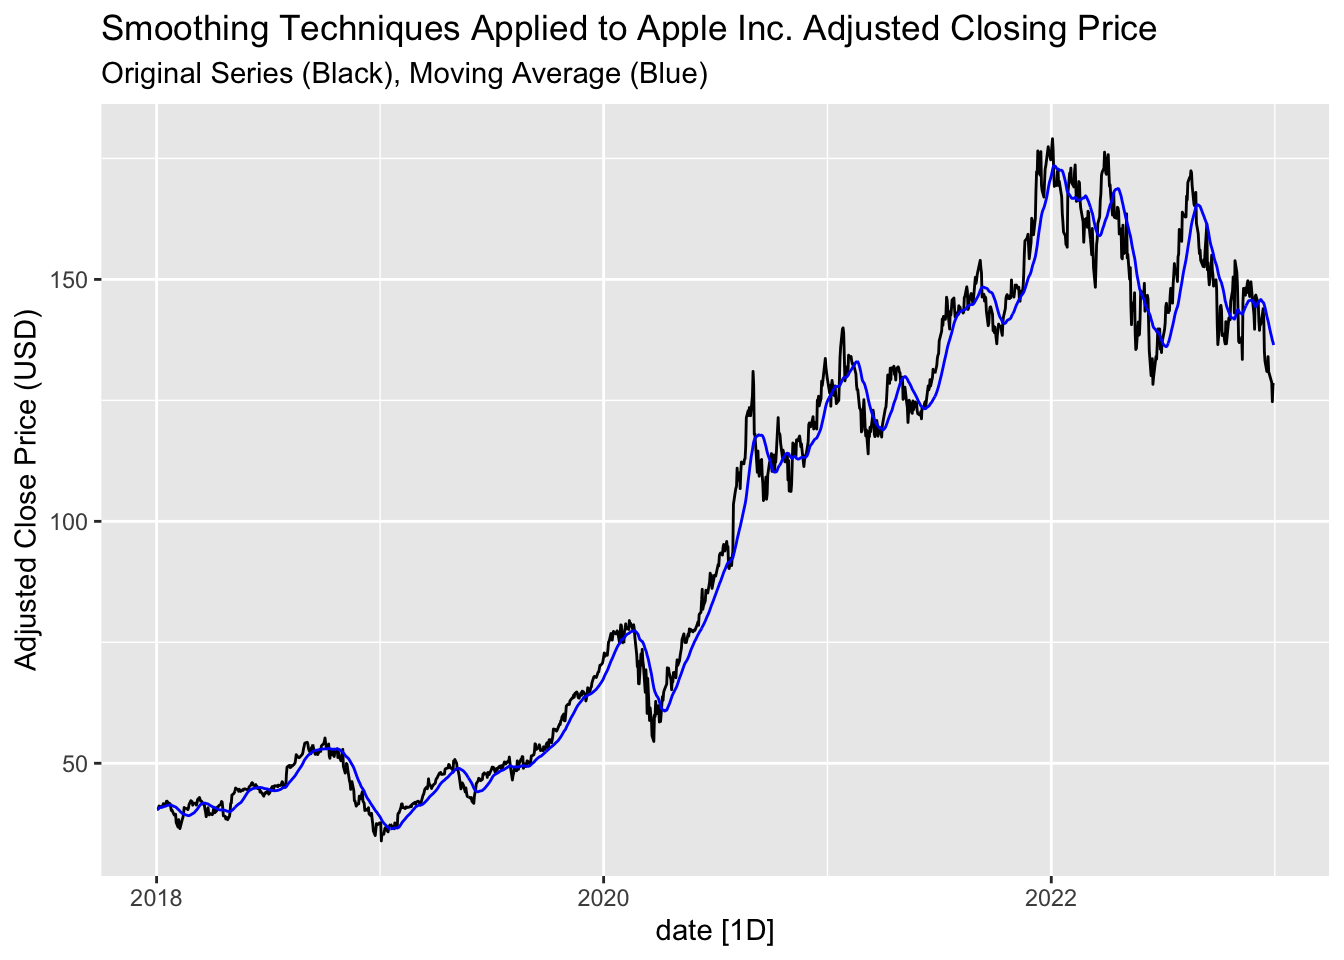 Smoothing Techniques Applied to Apple Inc. Adjusted Closing Price
Original Series (Black), Moving Average (Blue)
Adjusted Close Price (USD)
150
100
50
2018 2020 2022
date [1D]